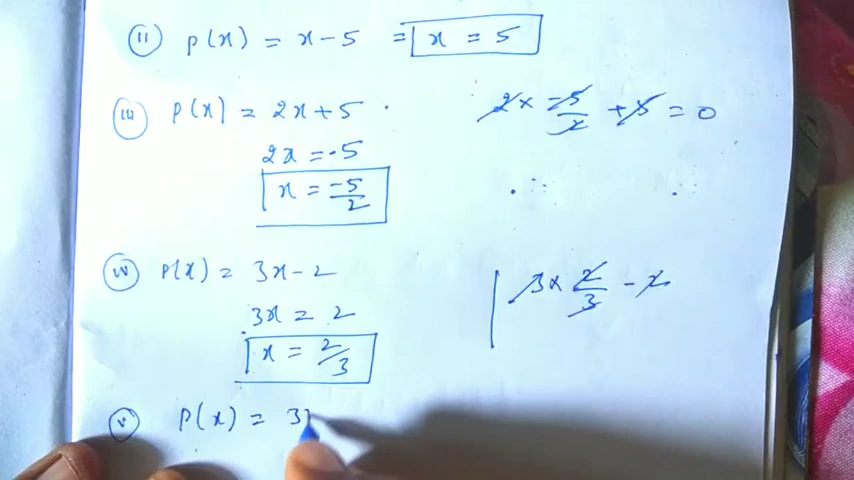 (ii) p(x) = x - 5 = x = 5
(iii) p(x) = 2x + 5 .
2x = -5
x = -5/2
2 x -5/2 + 5 = 0
(iv) p(x) = 3x - 2
3x = 2
x = 2/3
3 x 2/3 - 2
(v) p(x) = 3